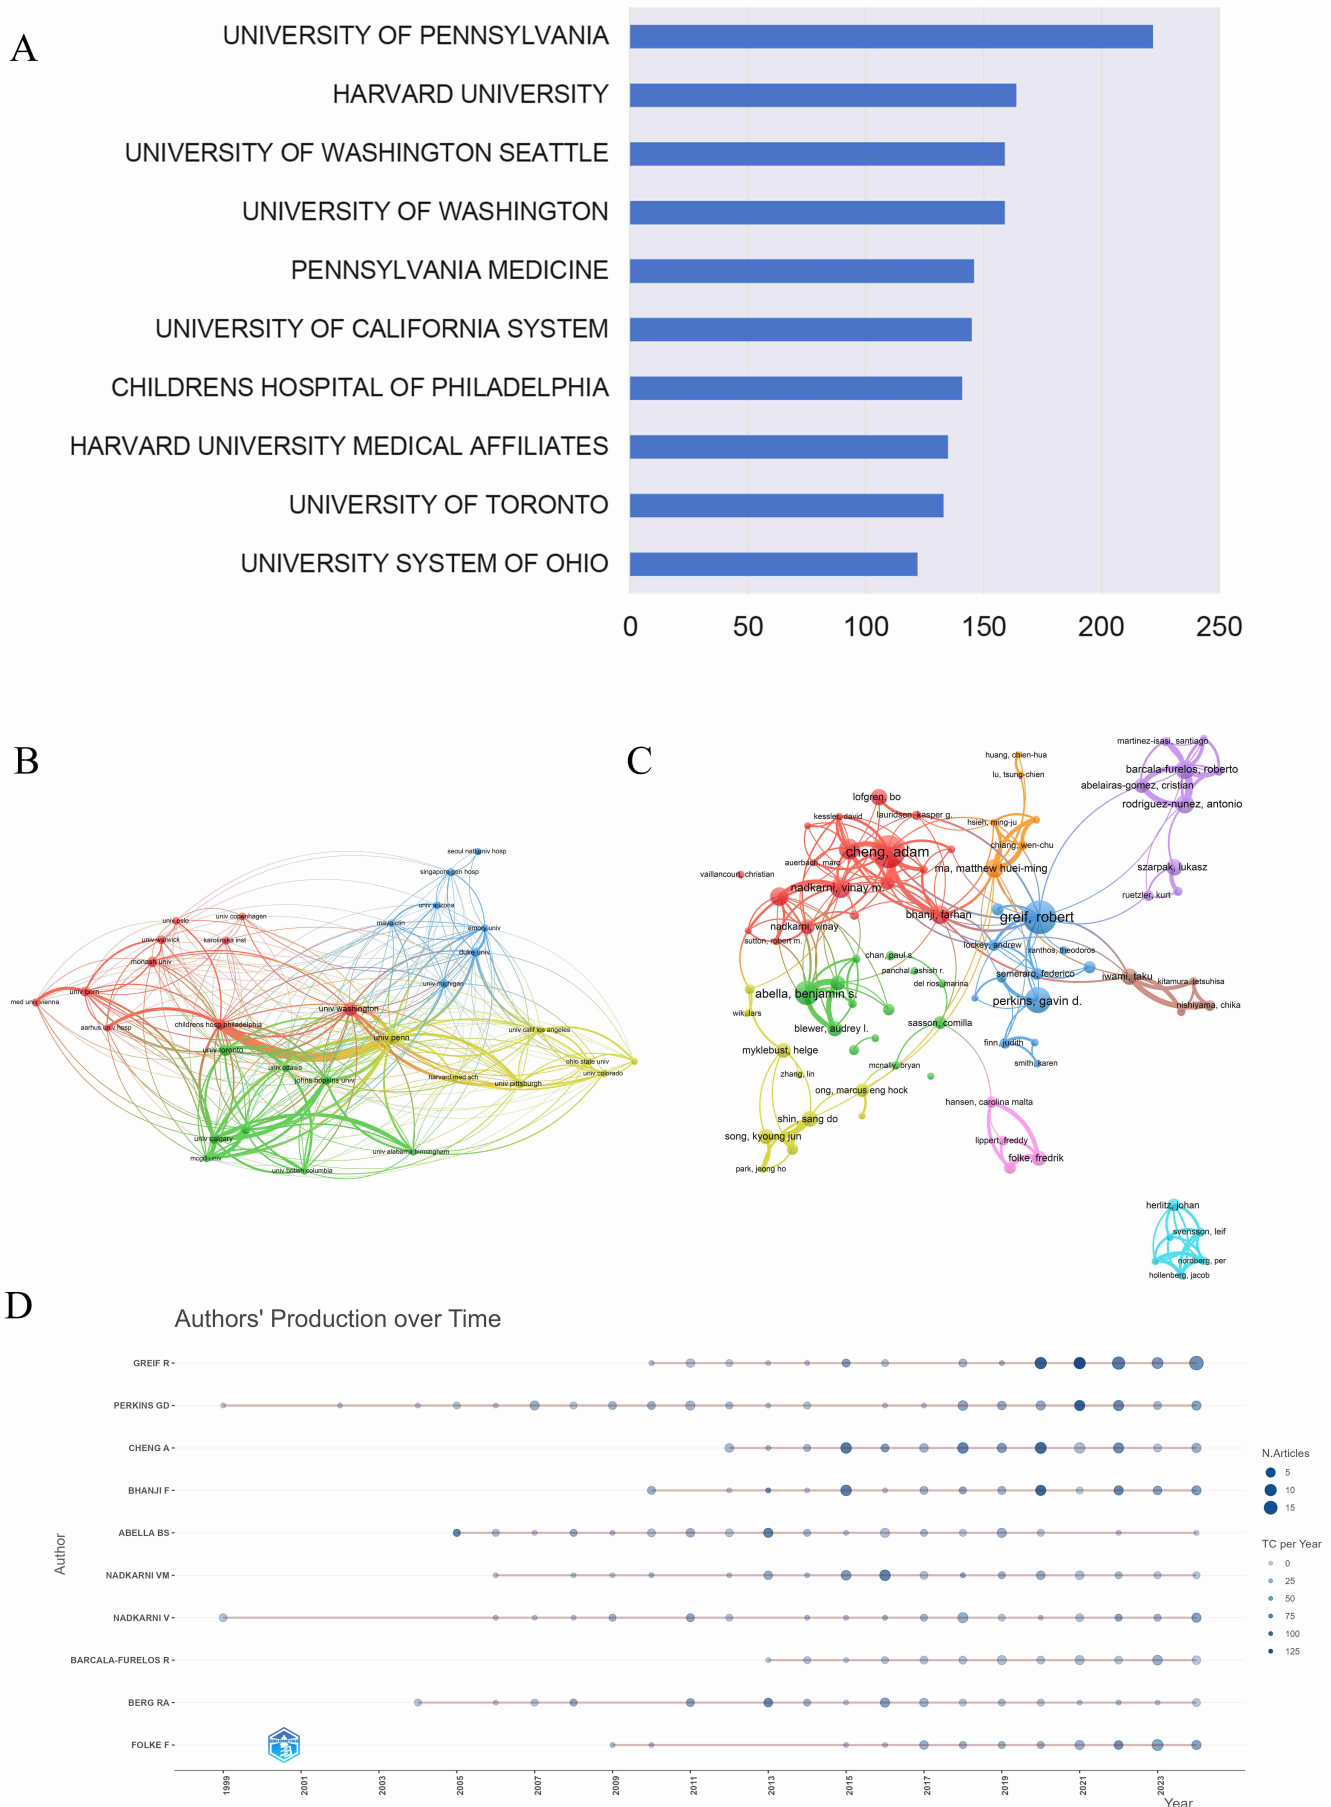 A
UNIVERSITY OF PENNSYLVANIA
HARVARD UNIVERSITY
UNIVERSITY OF WASHINGTON SEATTLE
UNIVERSITY OF WASHINGTON
PENNSYLVANIA MEDICINE
UNIVERSITY OF CALIFORNIA SYSTEM
CHILDRENS HOSPITAL OF PHILADELPHIA
HARVARD UNIVERSITY MEDICAL AFFILIATES
UNIVERSITY OF TORONTO
UNIVERSITY SYSTEM OF OHIO
0 50 100 150 200 250
B
seoul natl univ hosp
singapore gen hosp
univ arizona
univ oslo
univ copenhagen
mayo clin
emory univ
univ warwick
karolinska inst
duke univ
monash univ
univ michigan
univ bern
med univ vienna
univ washington
aarhus univ hosp
childrens hosp philadelphia
univ calif los angeles
univ penn
univ toronto
ohio state univ
univ ottawa
univ colorado
harvard med sch
johns hopkins univ
univ pittsburgh
univ calgary
univ alabama birmingham
mcgill univ
univ british columbia
C
martinez-isasi, santiago
huang, chien-hua
barcala-furelos, roberto
lu, tsung-chien
abelairas-gomez, cristian
lofgren, bo
rodriguez-nunez, antonio
kessler, david
lauridsen, kasper g.
hsieh, ming-ju
chiang, wen-chu
cheng, adam
auerbach, marc
ma, matthew huei-ming
szarpak, lukasz
vaillancourt, christian
nadkarni, vinay m.
ruetzler, kurt
bhanji, farhan
greif, robert
nadkarni, vinay
sutton, robert m.
lockey, andrew
xanthos, theodoros
chan, paul s.
panchal, ashish r.
semeraro, federico
iwami, taku
del rios, marina
kitamura, tetsuhisa
abella, benjamin s.
perkins, gavin d.
nishiyama, chika
wik, lars
sasson, comilla
blewer, audrey l.
finn, judith
myklebust, helge
mcnally, bryan
smith, karen
zhang, lin
ong, marcus eng hock
hansen, carolina malta
shin, sang do
song, kyoung jun
lippert, freddy
folke, fredrik
park, jeong ho
herlitz, johan
svensson, leif
nordberg, per
hollenberg, jacob
D
Authors' Production over Time
Author
GREIF R
PERKINS GD
CHENG A
BHANJI F
ABELLA BS
NADKARNI VM
NADKARNI V
BARCALA-FURELOS R
BERG RA
FOLKE F
N.Articles
5
10
15
TC per Year
0
25
50
75
100
125
1999 2001 2003 2005 2007 2009 2011 2013 2015 2017 2019 2021 2023
Year